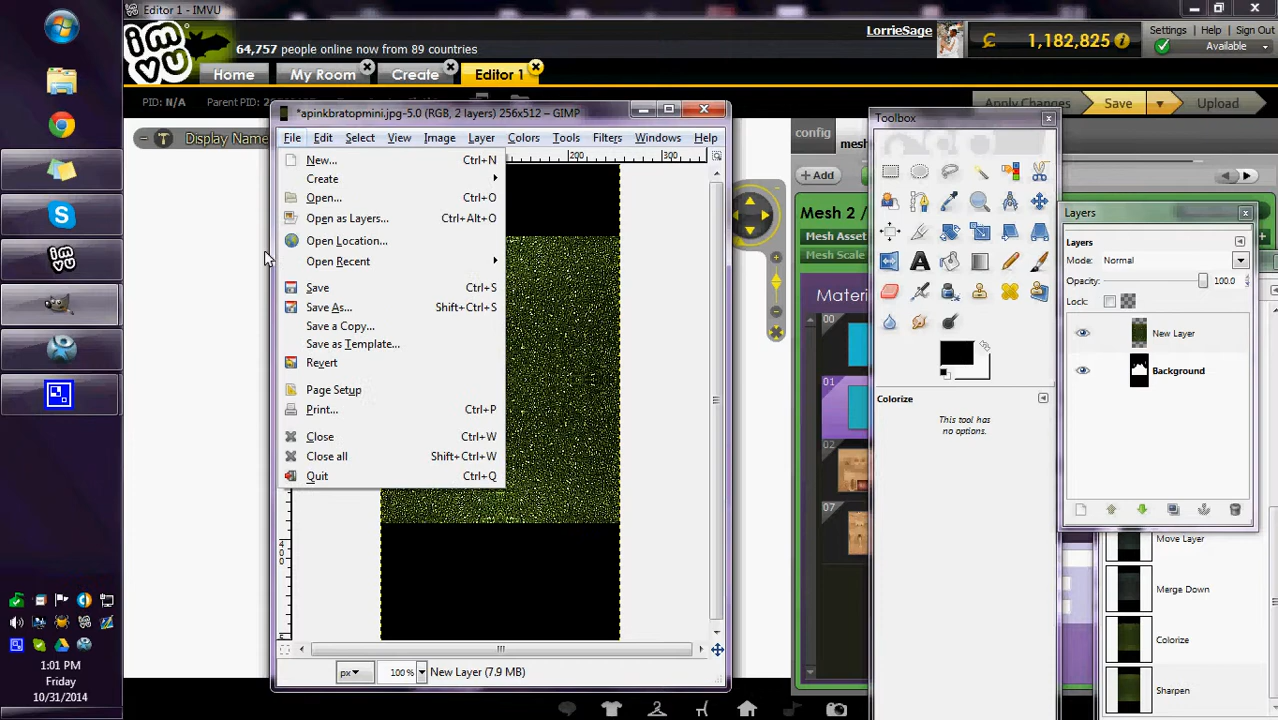 Editor 1 - IMVU
imvu
64,757 people online now from 89 countries
LorrieSage
1,182,825
Settings Help Sign Out
Available
Home
My Room
Create
Editor 1
PID: N/A
Apply Changes
Save
Upload
Display Name
*apinkbratopmini.jpg-5.0 (RGB, 2 layers) 256x512 – GIMP
File Edit Select View Image Layer Colors Tools Filters Windows Help
200
300
New... Ctrl+N
Create
Open... Ctrl+O
Open as Layers... Ctrl+Alt+O
Open Location...
Open Recent
Save Ctrl+S
Save As... Shift+Ctrl+S
Save a Copy...
Save as Template...
Revert
Page Setup
Print... Ctrl+P
Close Ctrl+W
Close all Shift+Ctrl+W
Quit Ctrl+Q
px
100%
New Layer (7.9 MB)
config
+ Add
Mesh 2 /
Mesh Asset
Mesh Scale
00
01
02
07
Toolbox
Colorize
This tool has
no options.
Layers
Layers
Mode: Normal
Opacity: 100.0
Lock:
New Layer
Background
Move Layer
Merge Down
Colorize
Sharpen
1:01 PM
Friday
10/31/2014